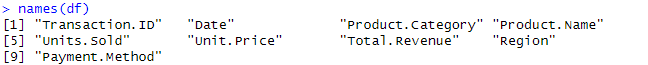 > names(df)
[1] "Transaction.ID"   "Date"             "Product.Category" "Product.Name"
[5] "Units.Sold"       "Unit.Price"       "Total.Revenue"    "Region"
[9] "Payment.Method"